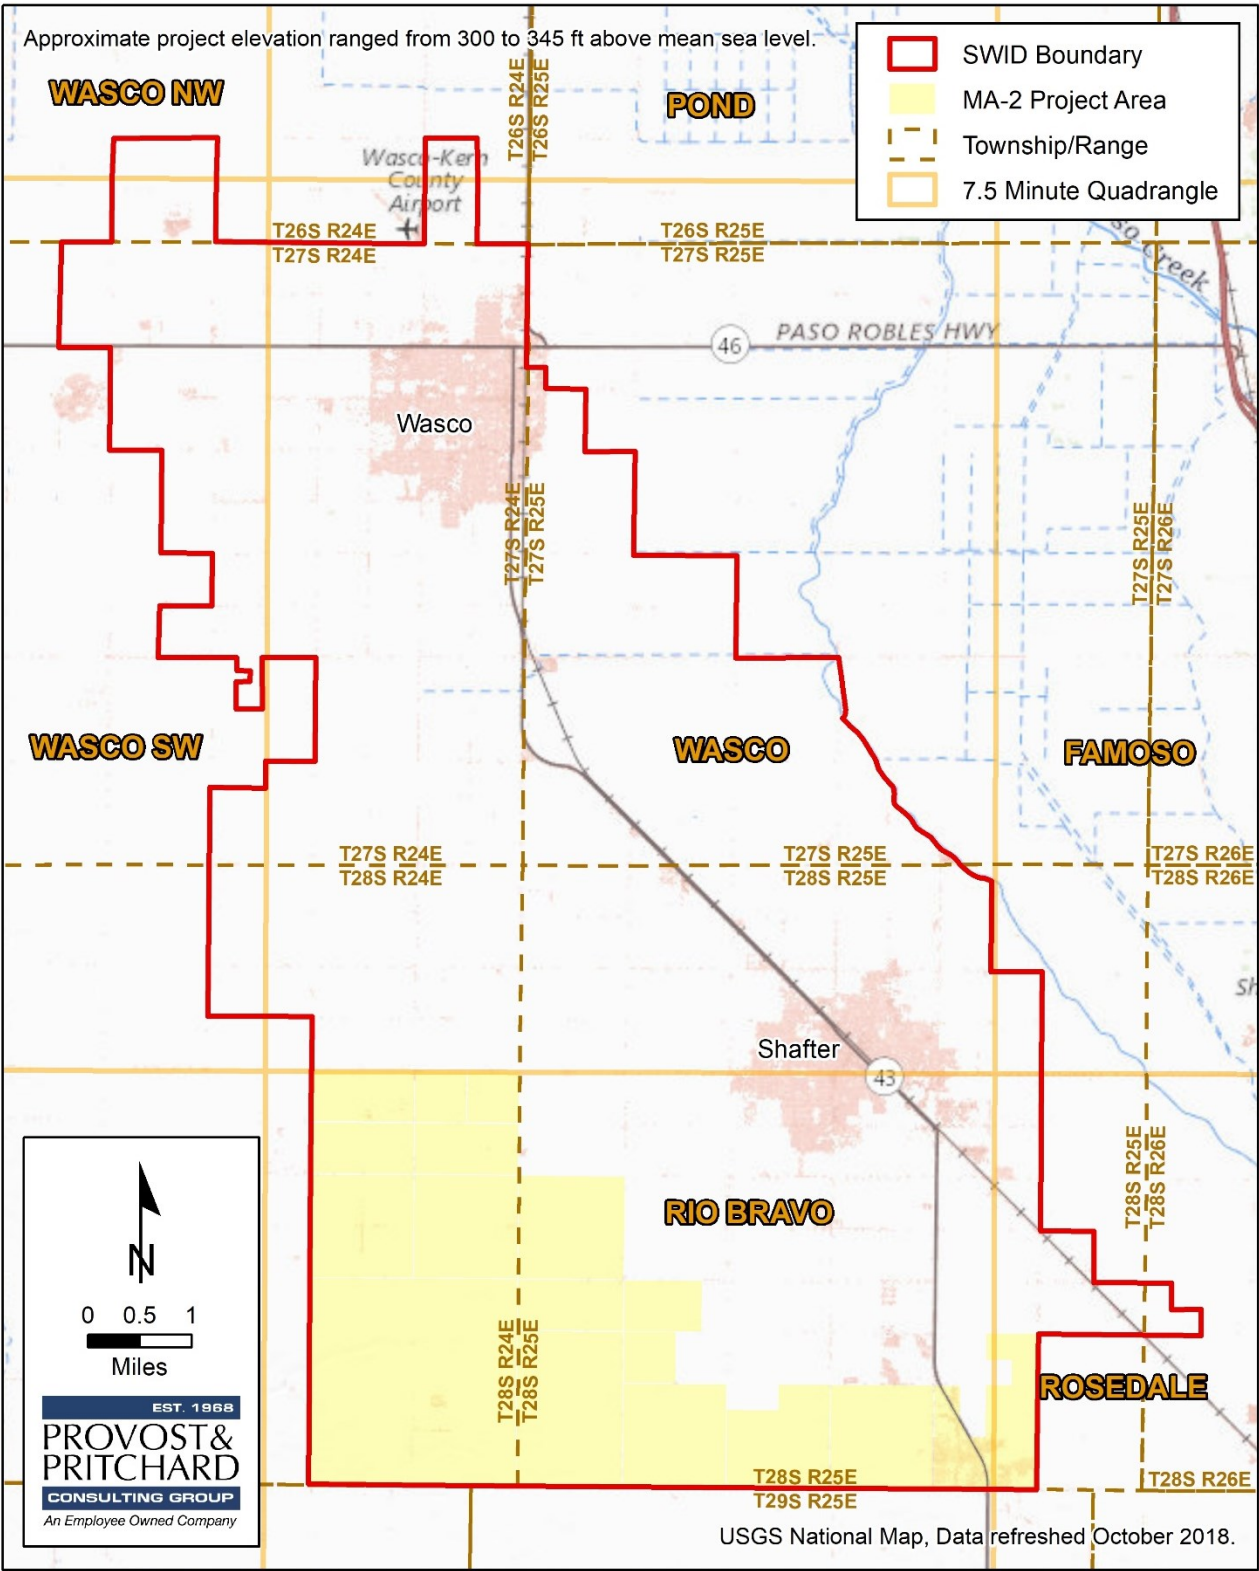 Approximate project elevation ranged from 300 to 345 ft above mean sea level.
SWID Boundary
MA-2 Project Area
Township/Range
7.5 Minute Quadrangle
WASCO NW
POND
T26S R24E
T26S R25E
Wasco-Kern
County
Airport
T26S R24E
T27S R24E
T26S R25E
T27S R25E
so Creek
46
PASO ROBLES HWY
Wasco
T27S R24E
T27S R25E
T27S R25E
T27S R26E
WASCO SW
WASCO
FAMOSO
T27S R24E
T28S R24E
T27S R25E
T28S R25E
T27S R26E
T28S R26E
Sh
Shafter
43
T28S R25E
T28S R26E
RIO BRAVO
N
0 0.5 1
Miles
T28S R24E
T28S R25E
ROSEDALE
EST. 1968
PROVOST&
PRITCHARD
CONSULTING GROUP
An Employee Owned Company
T28S R25E
T29S R25E
T28S R26E
USGS National Map, Data refreshed October 2018.